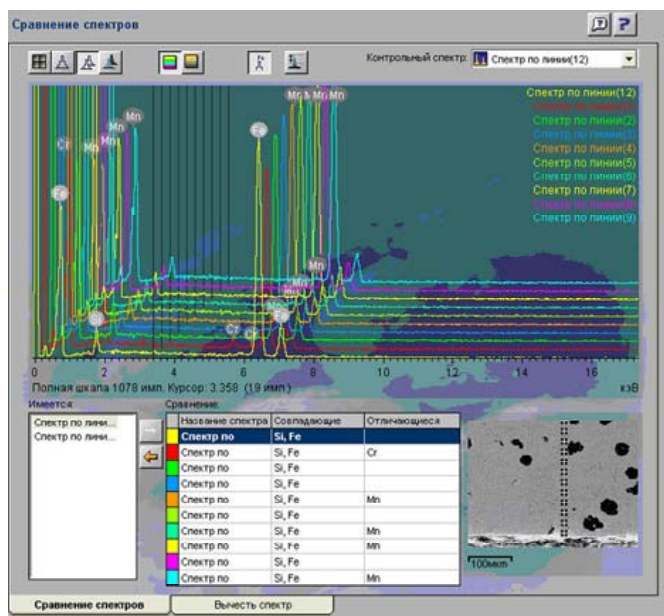 Сравнение спектров
Контрольный спектр: Спектр по линии(12)
Спектр по линии(12)
Спектр по линии(2)
Спектр по линии(4)
Спектр по линии(5)
Спектр по линии(6)
Спектр по линии(7)
Спектр по линии(9)
Mn Mn Mn
Mn
Fe
Cr
Mn
Mn
Fe
Mn
Mn
Si
Cr
Fe
0 2 4 6 8 10 12 14 16
Полная шкала 1078 имп. Курсор: 3.358 (19 имп.) кэВ
Имеется:
Спектр по лини...
Спектр по лини...
Сравнение:
Название спектра Совпадающие Отличающиеся
Спектр по Si, Fe
Спектр по Si, Fe Cr
Спектр по Si, Fe
Спектр по Si, Fe
Спектр по Si, Fe Mn
Спектр по Si, Fe
Спектр по Si, Fe Mn
Спектр по Si, Fe Mn
Спектр по Si, Fe
Спектр по Si, Fe Mn
100мкm
Сравнение спектров
Вычесть спектр